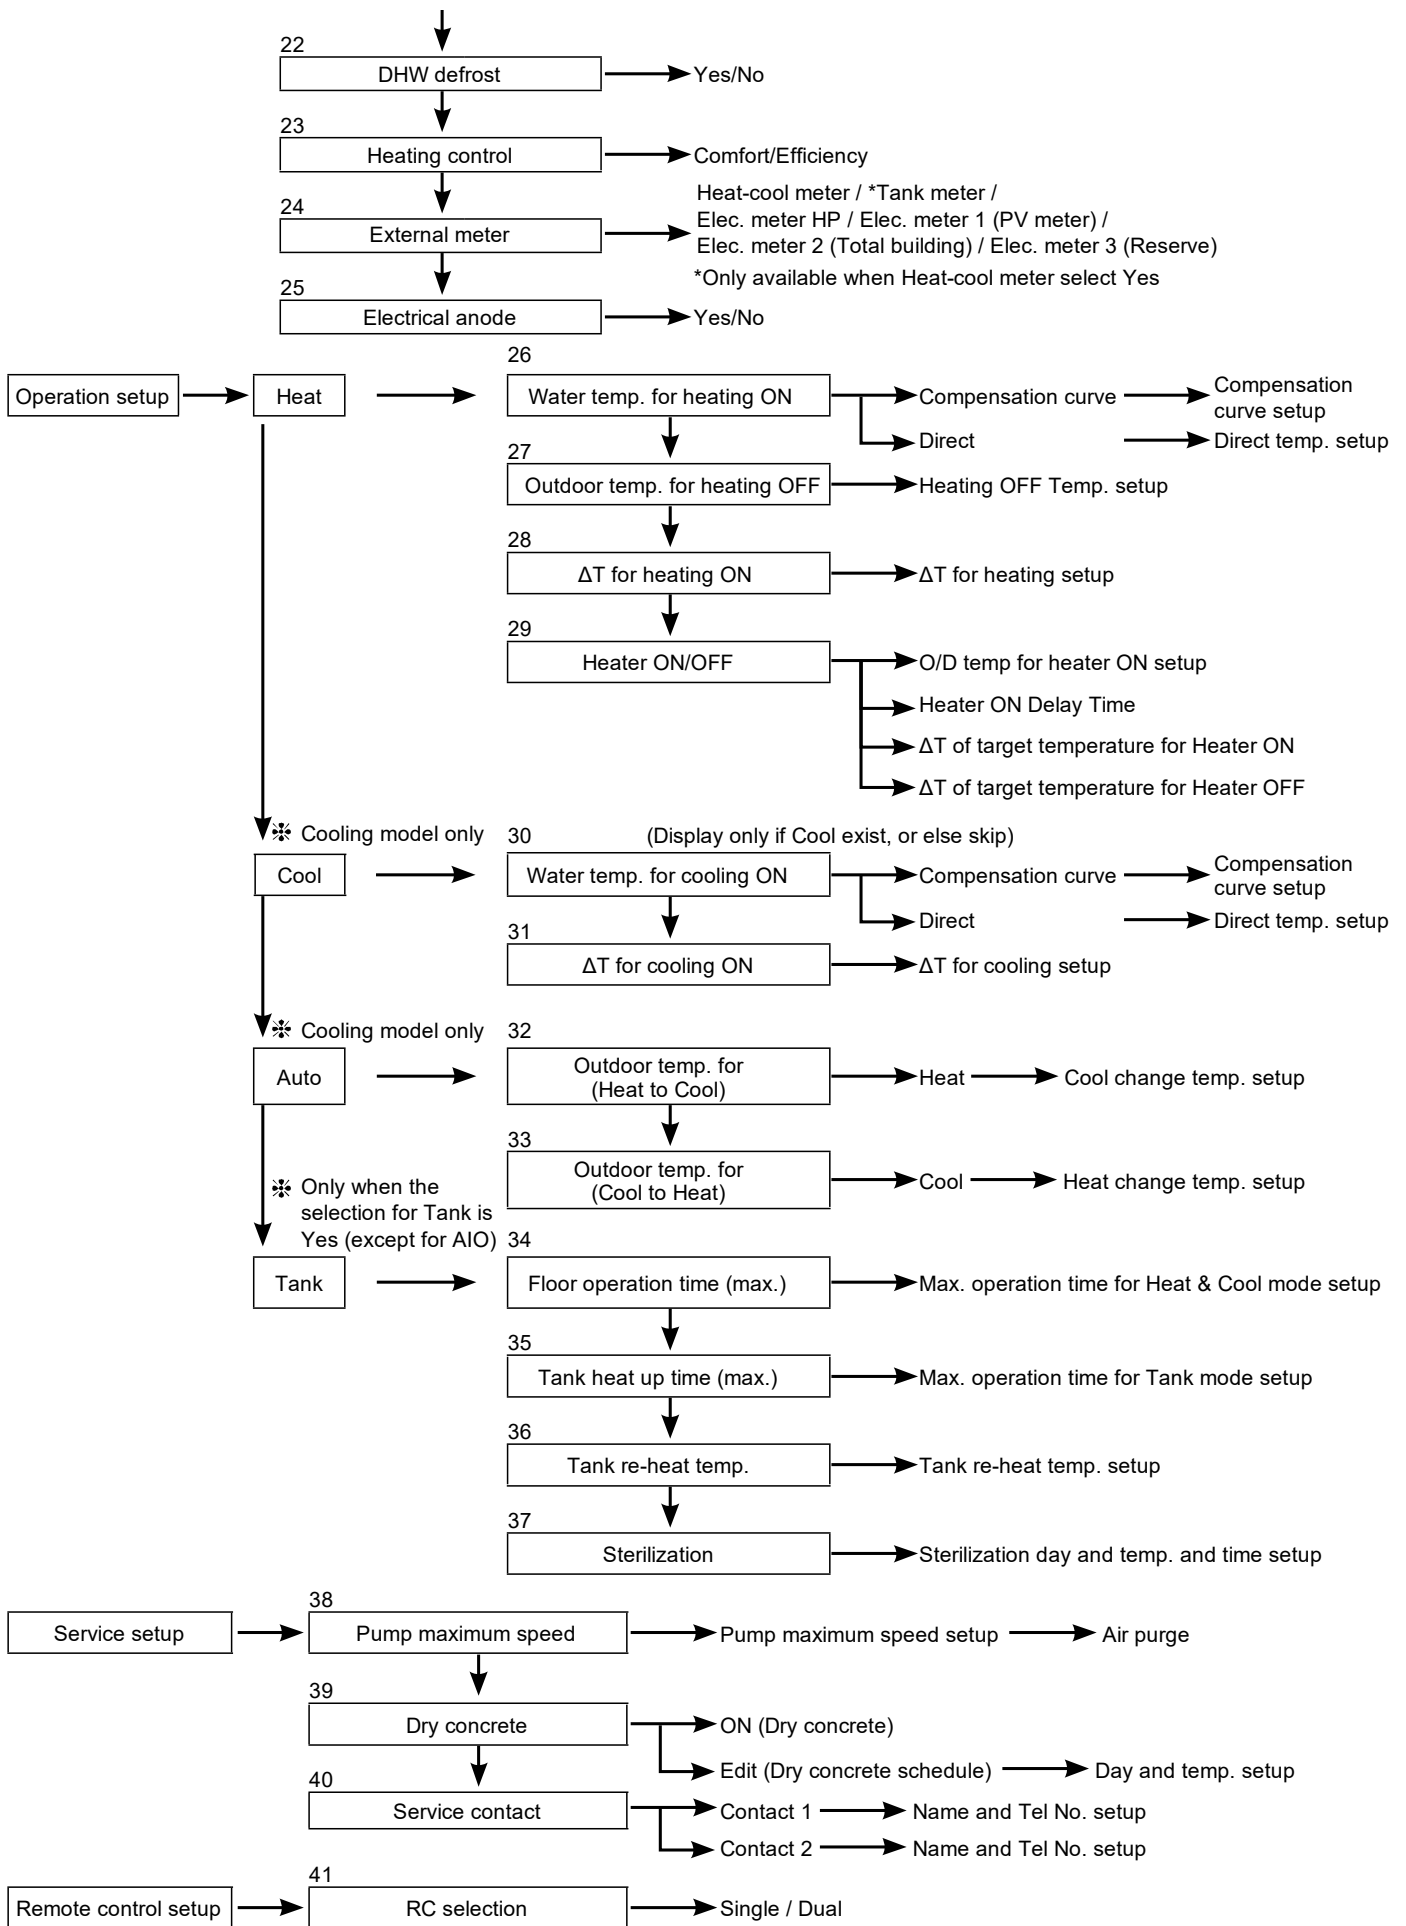 22
DHW defrost
Yes/No
23
Heating control
Comfort/Efficiency
24
External meter
Heat-cool meter / *Tank meter /
Elec. meter HP / Elec. meter 1 (PV meter) /
Elec. meter 2 (Total building) / Elec. meter 3 (Reserve)
*Only available when Heat-cool meter select Yes
25
Electrical anode
Yes/No
Operation setup
Heat
26
Water temp. for heating ON
Compensation curve
Compensation
curve setup
Direct
Direct temp. setup
27
Outdoor temp. for heating OFF
Heating OFF Temp. setup
28
ΔT for heating ON
ΔT for heating setup
29
Heater ON/OFF
O/D temp for heater ON setup
Heater ON Delay Time
ΔT of target temperature for Heater ON
ΔT of target temperature for Heater OFF
❉ Cooling model only
Cool
30
(Display only if Cool exist, or else skip)
Water temp. for cooling ON
Compensation curve
Compensation
curve setup
Direct
Direct temp. setup
31
ΔT for cooling ON
ΔT for cooling setup
❉ Cooling model only
Auto
32
Outdoor temp. for
(Heat to Cool)
Heat
Cool change temp. setup
33
Outdoor temp. for
(Cool to Heat)
Cool
Heat change temp. setup
❉ Only when the
selection for Tank is
Yes (except for AIO)
Tank
34
Floor operation time (max.)
Max. operation time for Heat & Cool mode setup
35
Tank heat up time (max.)
Max. operation time for Tank mode setup
36
Tank re-heat temp.
Tank re-heat temp. setup
37
Sterilization
Sterilization day and temp. and time setup
Service setup
38
Pump maximum speed
Pump maximum speed setup
Air purge
39
Dry concrete
ON (Dry concrete)
Edit (Dry concrete schedule)
Day and temp. setup
40
Service contact
Contact 1
Name and Tel No. setup
Contact 2
Name and Tel No. setup
Remote control setup
41
RC selection
Single / Dual